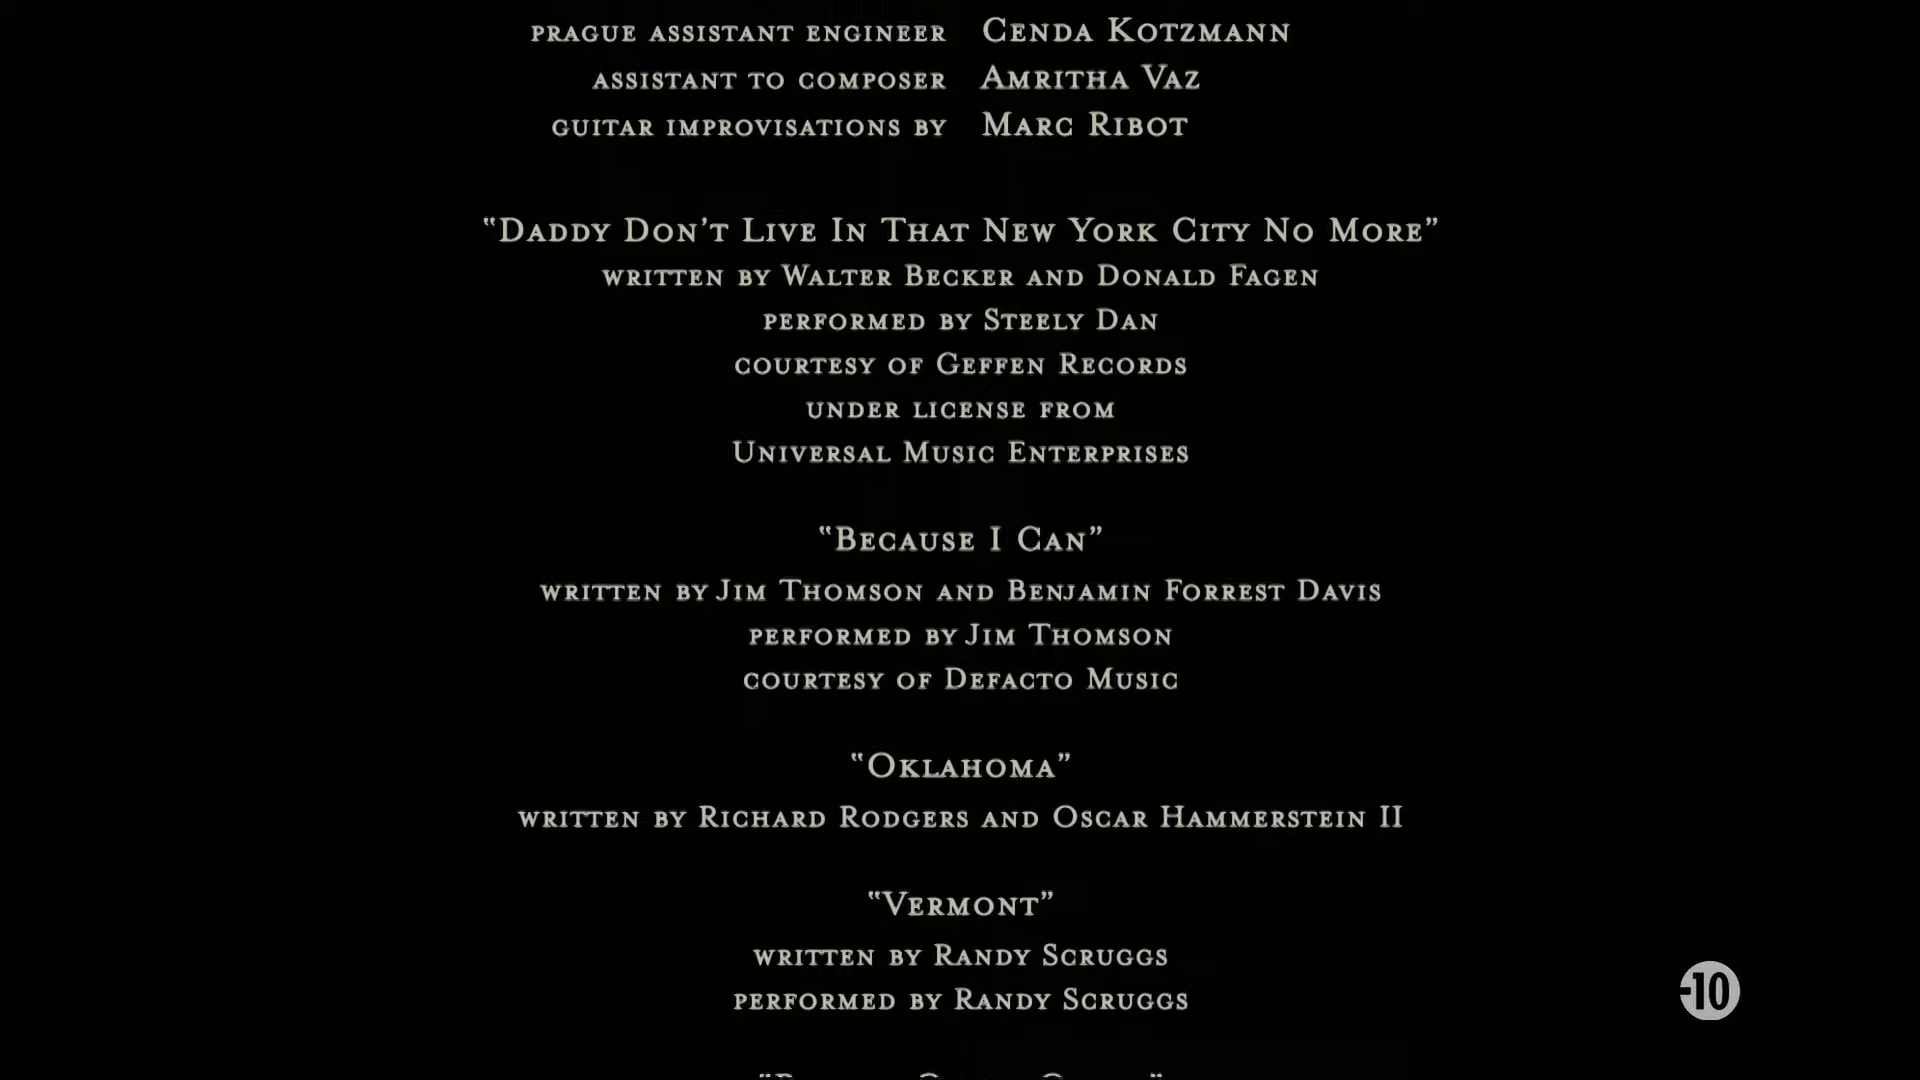 PRAGUE ASSISTANT ENGINEER CENDA KOTZMANN
ASSISTANT TO COMPOSER AMRITHA VAZ
GUITAR IMPROVISATIONS BY MARC RIBOT
“DADDY DON’T LIVE IN THAT NEW YORK CITY NO MORE”
WRITTEN BY WALTER BECKER AND DONALD FAGEN
PERFORMED BY STEELY DAN
COURTESY OF GEFFEN RECORDS
UNDER LICENSE FROM
UNIVERSAL MUSIC ENTERPRISES
“BECAUSE I CAN”
WRITTEN BY JIM THOMSON AND BENJAMIN FORREST DAVIS
PERFORMED BY JIM THOMSON
COURTESY OF DEFACTO MUSIC
“OKLAHOMA”
WRITTEN BY RICHARD RODGERS AND OSCAR HAMMERSTEIN II
“VERMONT”
WRITTEN BY RANDY SCRUGGS
PERFORMED BY RANDY SCRUGGS
-10